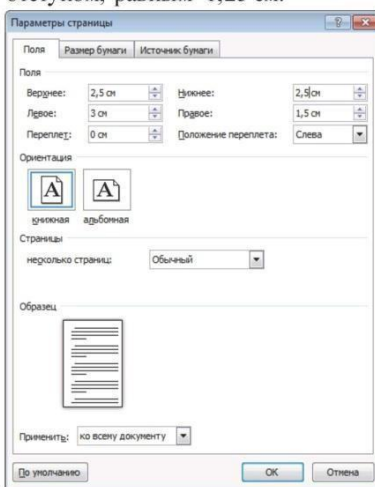 Параметры страницы
Поля Размер бумаги Источник бумаги
Поля
Верхнее: 2,5 см Нижнее: 2,5 см
Левое: 3 см Правое: 1,5 см
Переплет: 0 см Положение переплета: Слева
Ориентация
A A
книжная альбомная
Страницы
несколько страниц: Обычный
Образец
Применить: ко всему документу
По умолчанию ОК Отмена